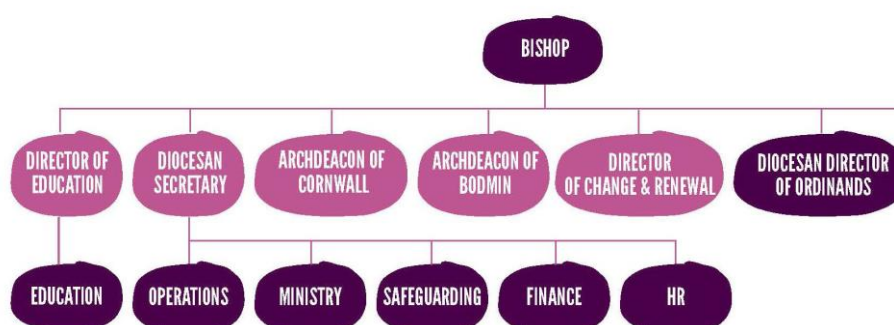 BISHOP
DIRECTOR OF
EDUCATION
DIOCESAN
SECRETARY
ARCHDEACON OF
CORNWALL
ARCHDEACON OF
BODMIN
DIRECTOR
OF CHANGE & RENEWAL
DIOCESAN DIRECTOR
OF ORDINANDS
EDUCATION
OPERATIONS
MINISTRY
SAFEGUARDING
FINANCE
HR